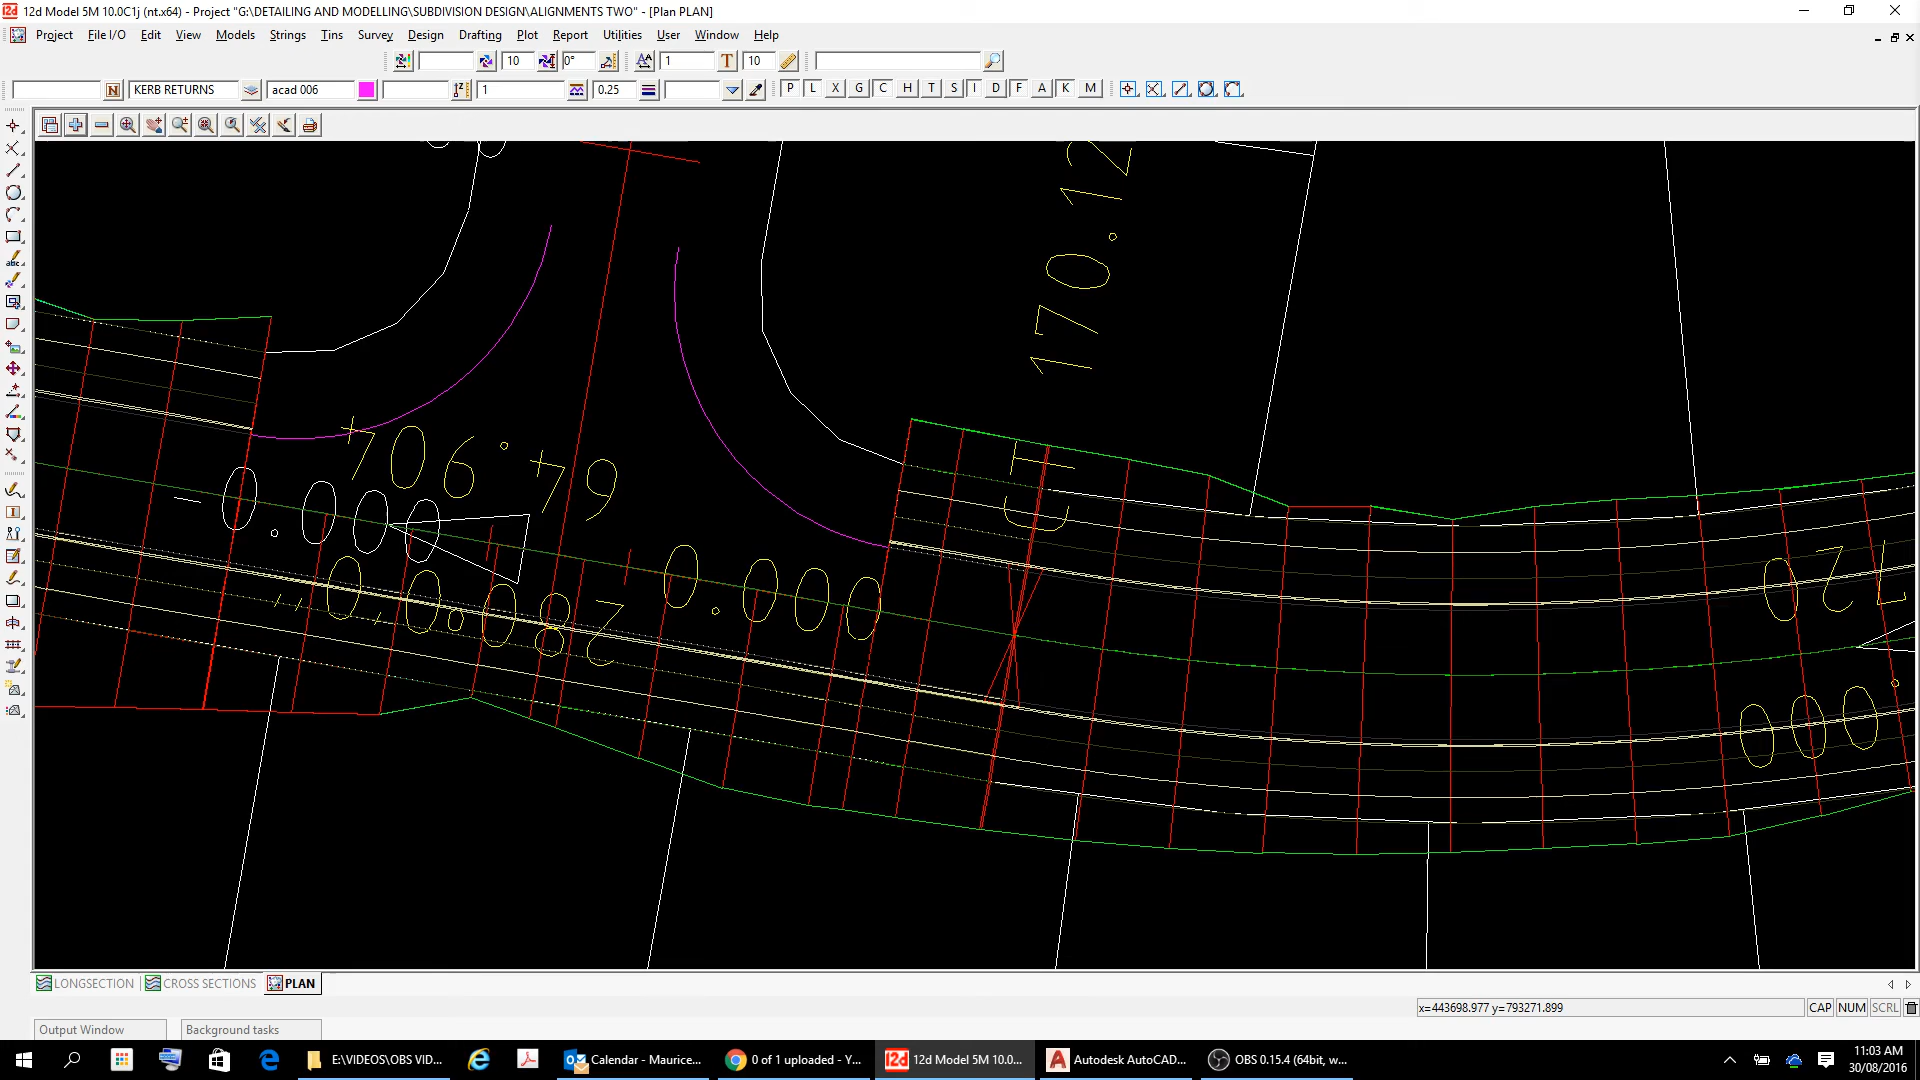 12d Model 5M 10.0C1j (nt.x64) - Project "G:\DETAILING AND MODELLING\SUBDIVISION DESIGN\ALIGNMENTS TWO" - [Plan PLAN]
Project File I/O Edit View Models Strings Tins Survey Design Drafting Plot Report Utilities User Window Help
10 0° 1 T 10
N KERB RETURNS acad 006 1 0.25 P L X G C H T S I D F A K M
170.12
CT
706.79
-0.000
0.000
0.082
720
.000
LONGSECTION CROSS SECTIONS PLAN
x=443698.977 y=793271.899 CAP NUM SCRL
Output Window Background tasks
E:\VIDEOS\OBS VID... Calendar - Maurice... 0 of 1 uploaded - Y... 12d Model 5M 10.0... Autodesk AutoCAD... OBS 0.15.4 (64bit, w...
11:03 AM
30/08/2016